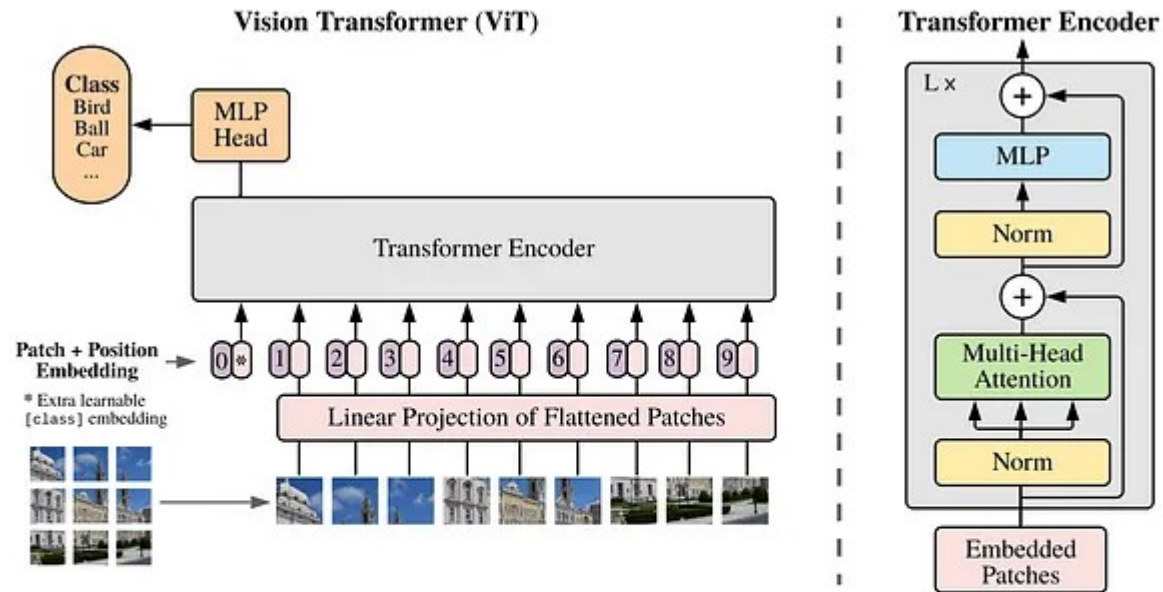 Vision Transformer (ViT)
Class
Bird
Ball
Car
...
MLP
Head
Transformer Encoder
Patch + Position
Embedding
* Extra learnable
[class] embedding
0 * 1 2 3 4 5 6 7 8 9
Linear Projection of Flattened Patches
Transformer Encoder
L ×
+
MLP
Norm
+
Multi-Head
Attention
Norm
Embedded
Patches